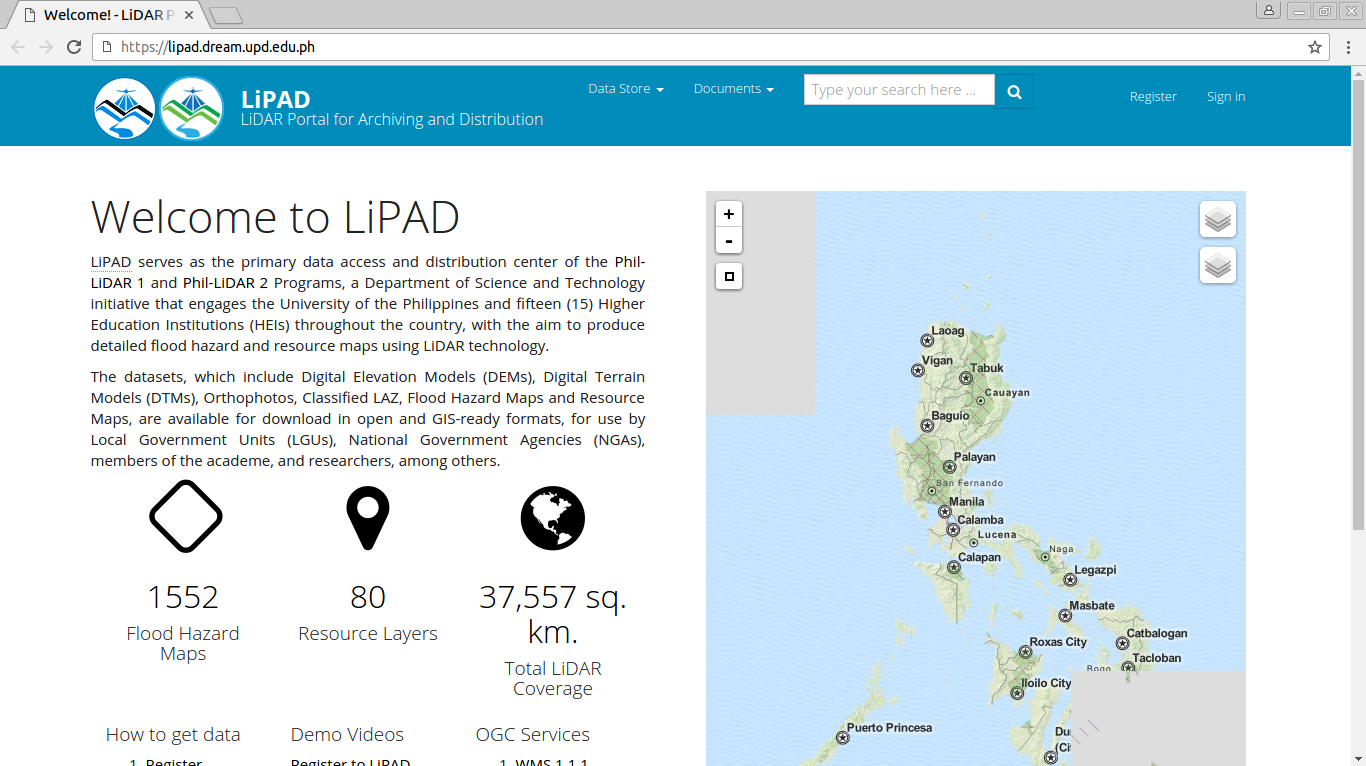 Welcome! - LiDAR P
https://lipad.dream.upd.edu.ph
LiPAD
LiDAR Portal for Archiving and Distribution
Data Store
Documents
Type your search here ...
Register
Sign in
Welcome to LiPAD
LiPAD serves as the primary data access and distribution center of the Phil-
LiDAR 1 and Phil-LiDAR 2 Programs, a Department of Science and Technology
initiative that engages the University of the Philippines and fifteen (15) Higher
Education Institutions (HEIs) throughout the country, with the aim to produce
detailed flood hazard and resource maps using LiDAR technology.
The datasets, which include Digital Elevation Models (DEMs), Digital Terrain
Models (DTMs), Orthophotos, Classified LAZ, Flood Hazard Maps and Resource
Maps, are available for download in open and GIS-ready formats, for use by
Local Government Units (LGUs), National Government Agencies (NGAs),
members of the academe, and researchers, among others.
1552
Flood Hazard
Maps
80
Resource Layers
37,557 sq.
km.
Total LiDAR
Coverage
How to get data
1. Register
Demo Videos
Register to LiPAD
OGC Services
1. WMS 1.1.1
+
-
Laoag
Vigan
Tabuk
Cauayan
Baguio
Palayan
San Fernando
Manila
Calamba
Lucena
Calapan
Naga
Legazpi
Masbate
Catbalogan
Roxas City
Tacloban
Bogo
Iloilo City
Puerto Princesa
Du
(Ci